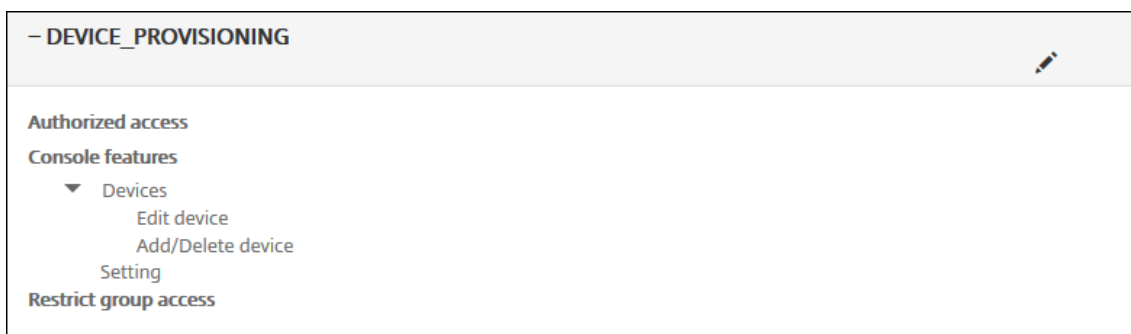 – DEVICE_PROVISIONING
Authorized access
Console features
Devices
Edit device
Add/Delete device
Setting
Restrict group access